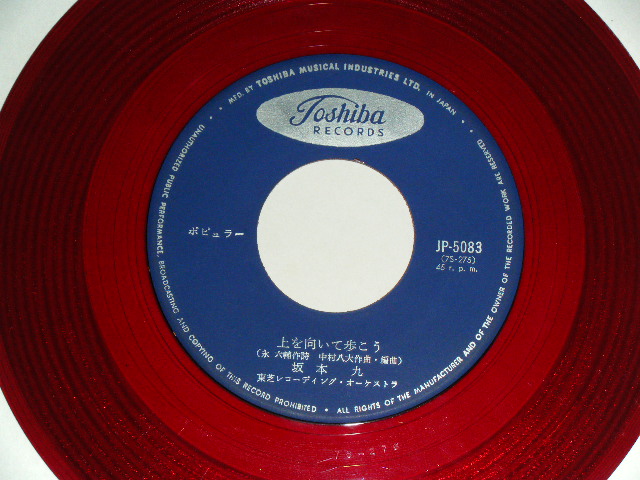 MFD. BY TOSHIBA MUSICAL INDUSTRIES LTD. IN JAPAN
Toshiba
RECORDS
ポピュラー
JP-5083
(7S-275)
45 r. p. m.
上を向いて歩こう
(永 六輔作詩 中村八大作曲・編曲)
坂本 九
東芝レコーディング・オーケストラ
UNAUTHORIZED PUBLIC PERFORMANCE, BROADCASTING AND COPYING OF THIS RECORD PROHIBITED • ALL RIGHTS OF THE MANUFACTURER AND OF THE OWNER OF THE RECORDED WORK ARE RESERVED